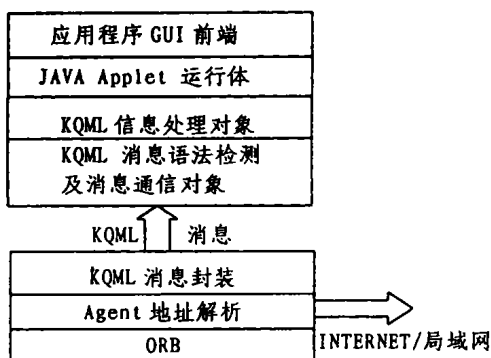 应用程序 GUI 前端
JAVA Applet 运行体
KQML 信息处理对象
KQML 消息语法检测
及消息通信对象
KQML 消息
KQML 消息封装
Agent 地址解析
ORB
INTERNET/局域网